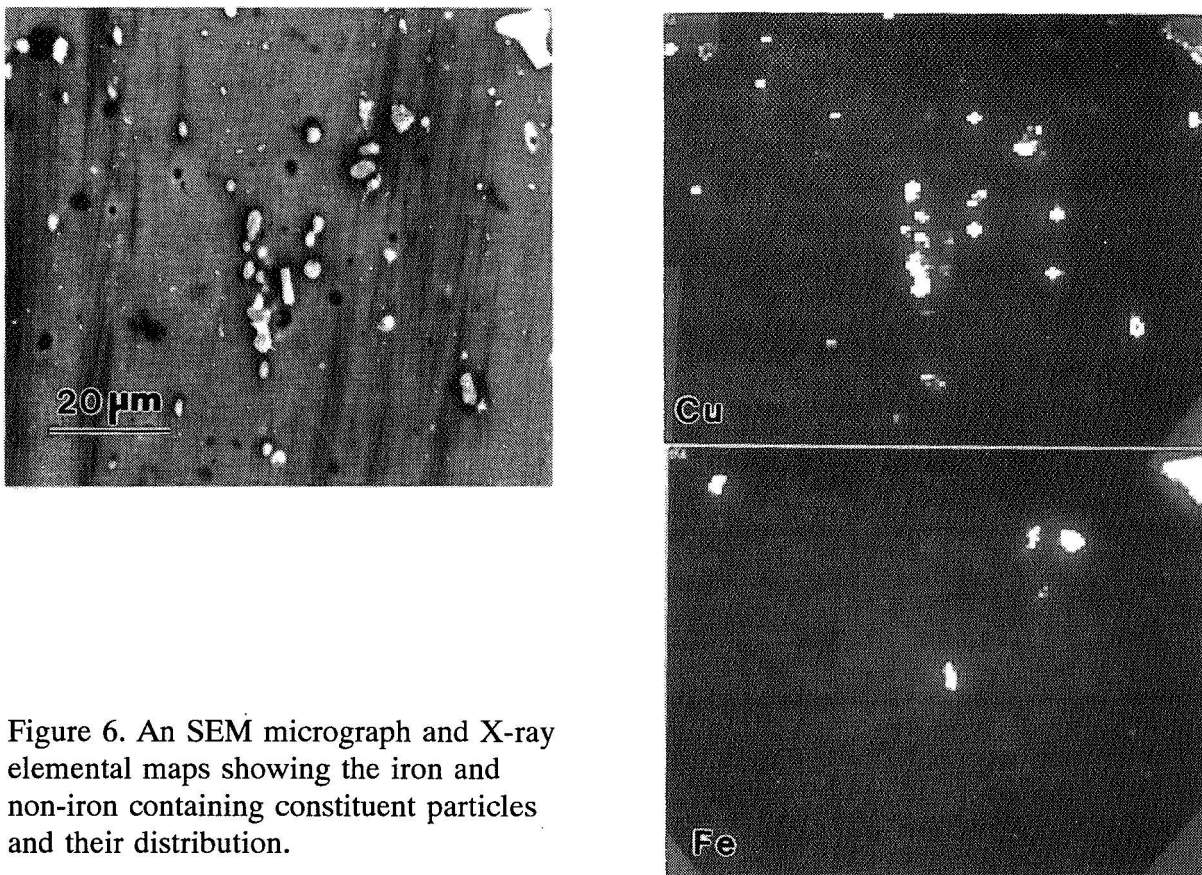 20 µm
Cu
Fe
Figure 6. An SEM micrograph and X-ray
elemental maps showing the iron and
non-iron containing constituent particles
and their distribution.